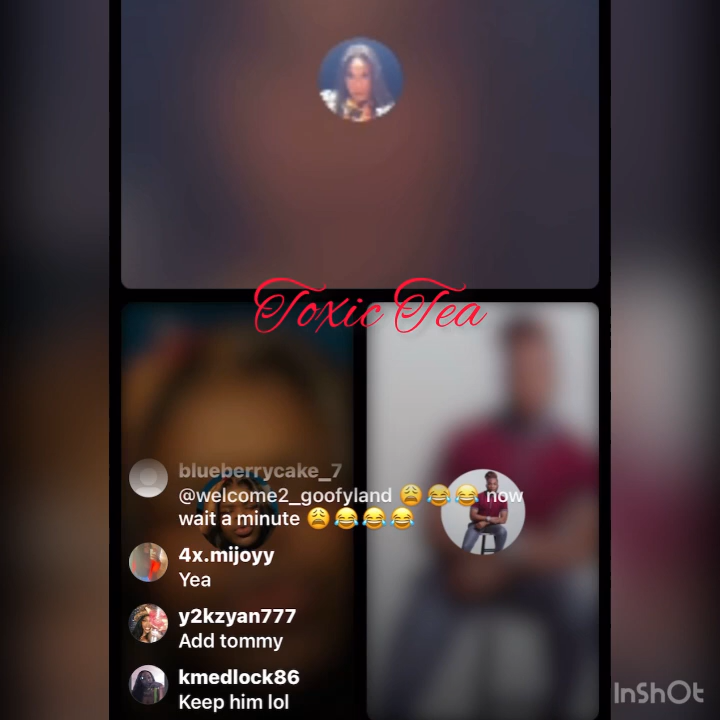 Toxic Tea
blueberrycake_7
@welcome2_goofyland 😩😂😂 now
wait a minute 😩😂😂😂
4x.mijoyy
Yea
y2kzyan777
Add tommy
kmedlock86
Keep him lol
InShOt